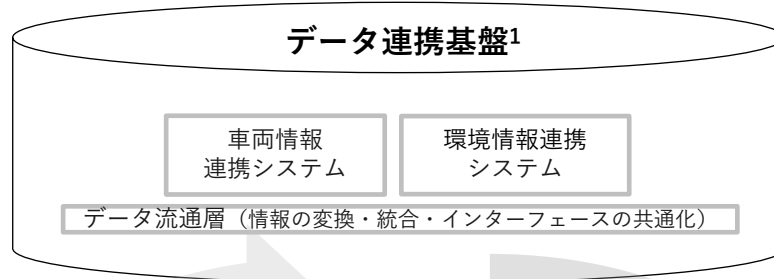 データ連携基盤1
車両情報
連携システム
環境情報連携
システム
データ流通層（情報の変換・統合・インターフェースの共通化）